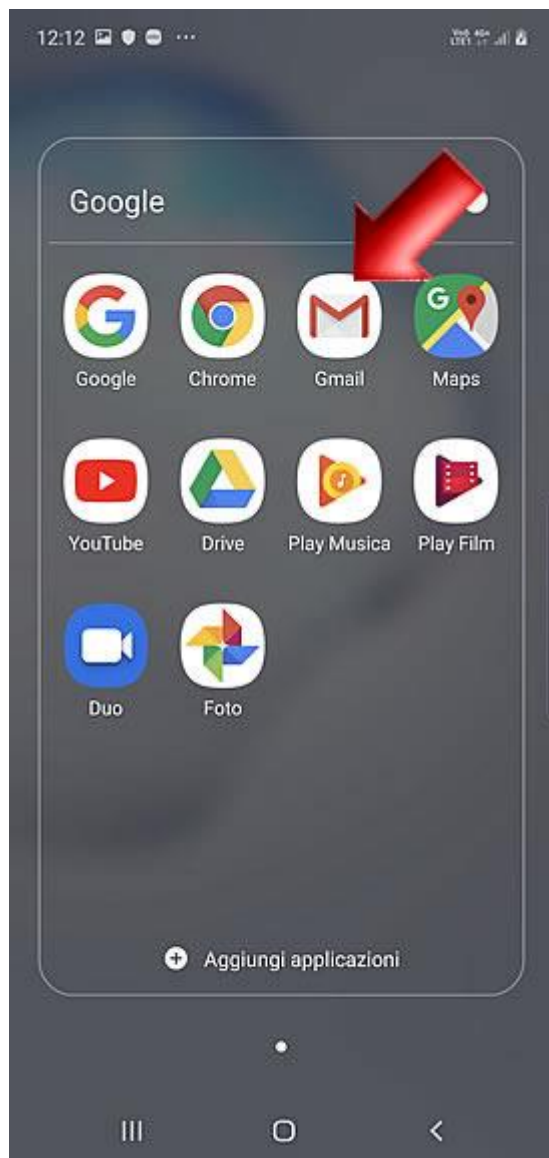 12:12
Google
Google Chrome Gmail Maps
YouTube Drive Play Musica Play Film
Duo Foto
Aggiungi applicazioni